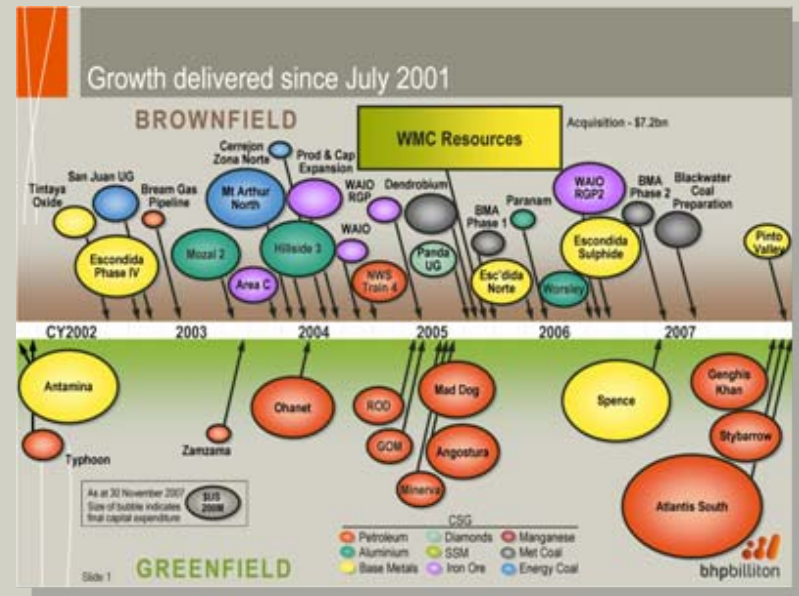 Growth delivered since July 2001
BROWNFIELD
WMC Resources
Acquisition - $7.2bn
Tintaya
Oxide
San Juan UG
Bream Gas
Pipeline
Cerrejon
Zona Norte
Prod & Cap
Expansion
WAIO
RGP
Dendrobium
BMA
Phase 1
Paranam
WAIO
RGP2
BMA
Phase 2
Blackwater
Coal
Preparation
Pinto
Valley
Escondida
Phase IV
Mozal 2
Mt Arthur
North
Area C
Hillside 3
WAIO
NWS
Train 4
Panda
UG
Esc'dida
Norte
Worsley
Escondida
Sulphide
CY2002 2003 2004 2005 2006 2007
Antamina
Typhoon
Zamzama
Ohanet
ROD
GOM
Minerva
Mad Dog
Angostura
Spence
Genghis
Khan
Stybarrow
Atlantis South
As at 30 November 2007
Size of bubble indicates
final capital expenditure
$US
200M
CSG
Petroleum Diamonds Manganese
Aluminium SSM Met Coal
Base Metals Iron Ore Energy Coal
Slide 1
GREENFIELD
bhpbilliton